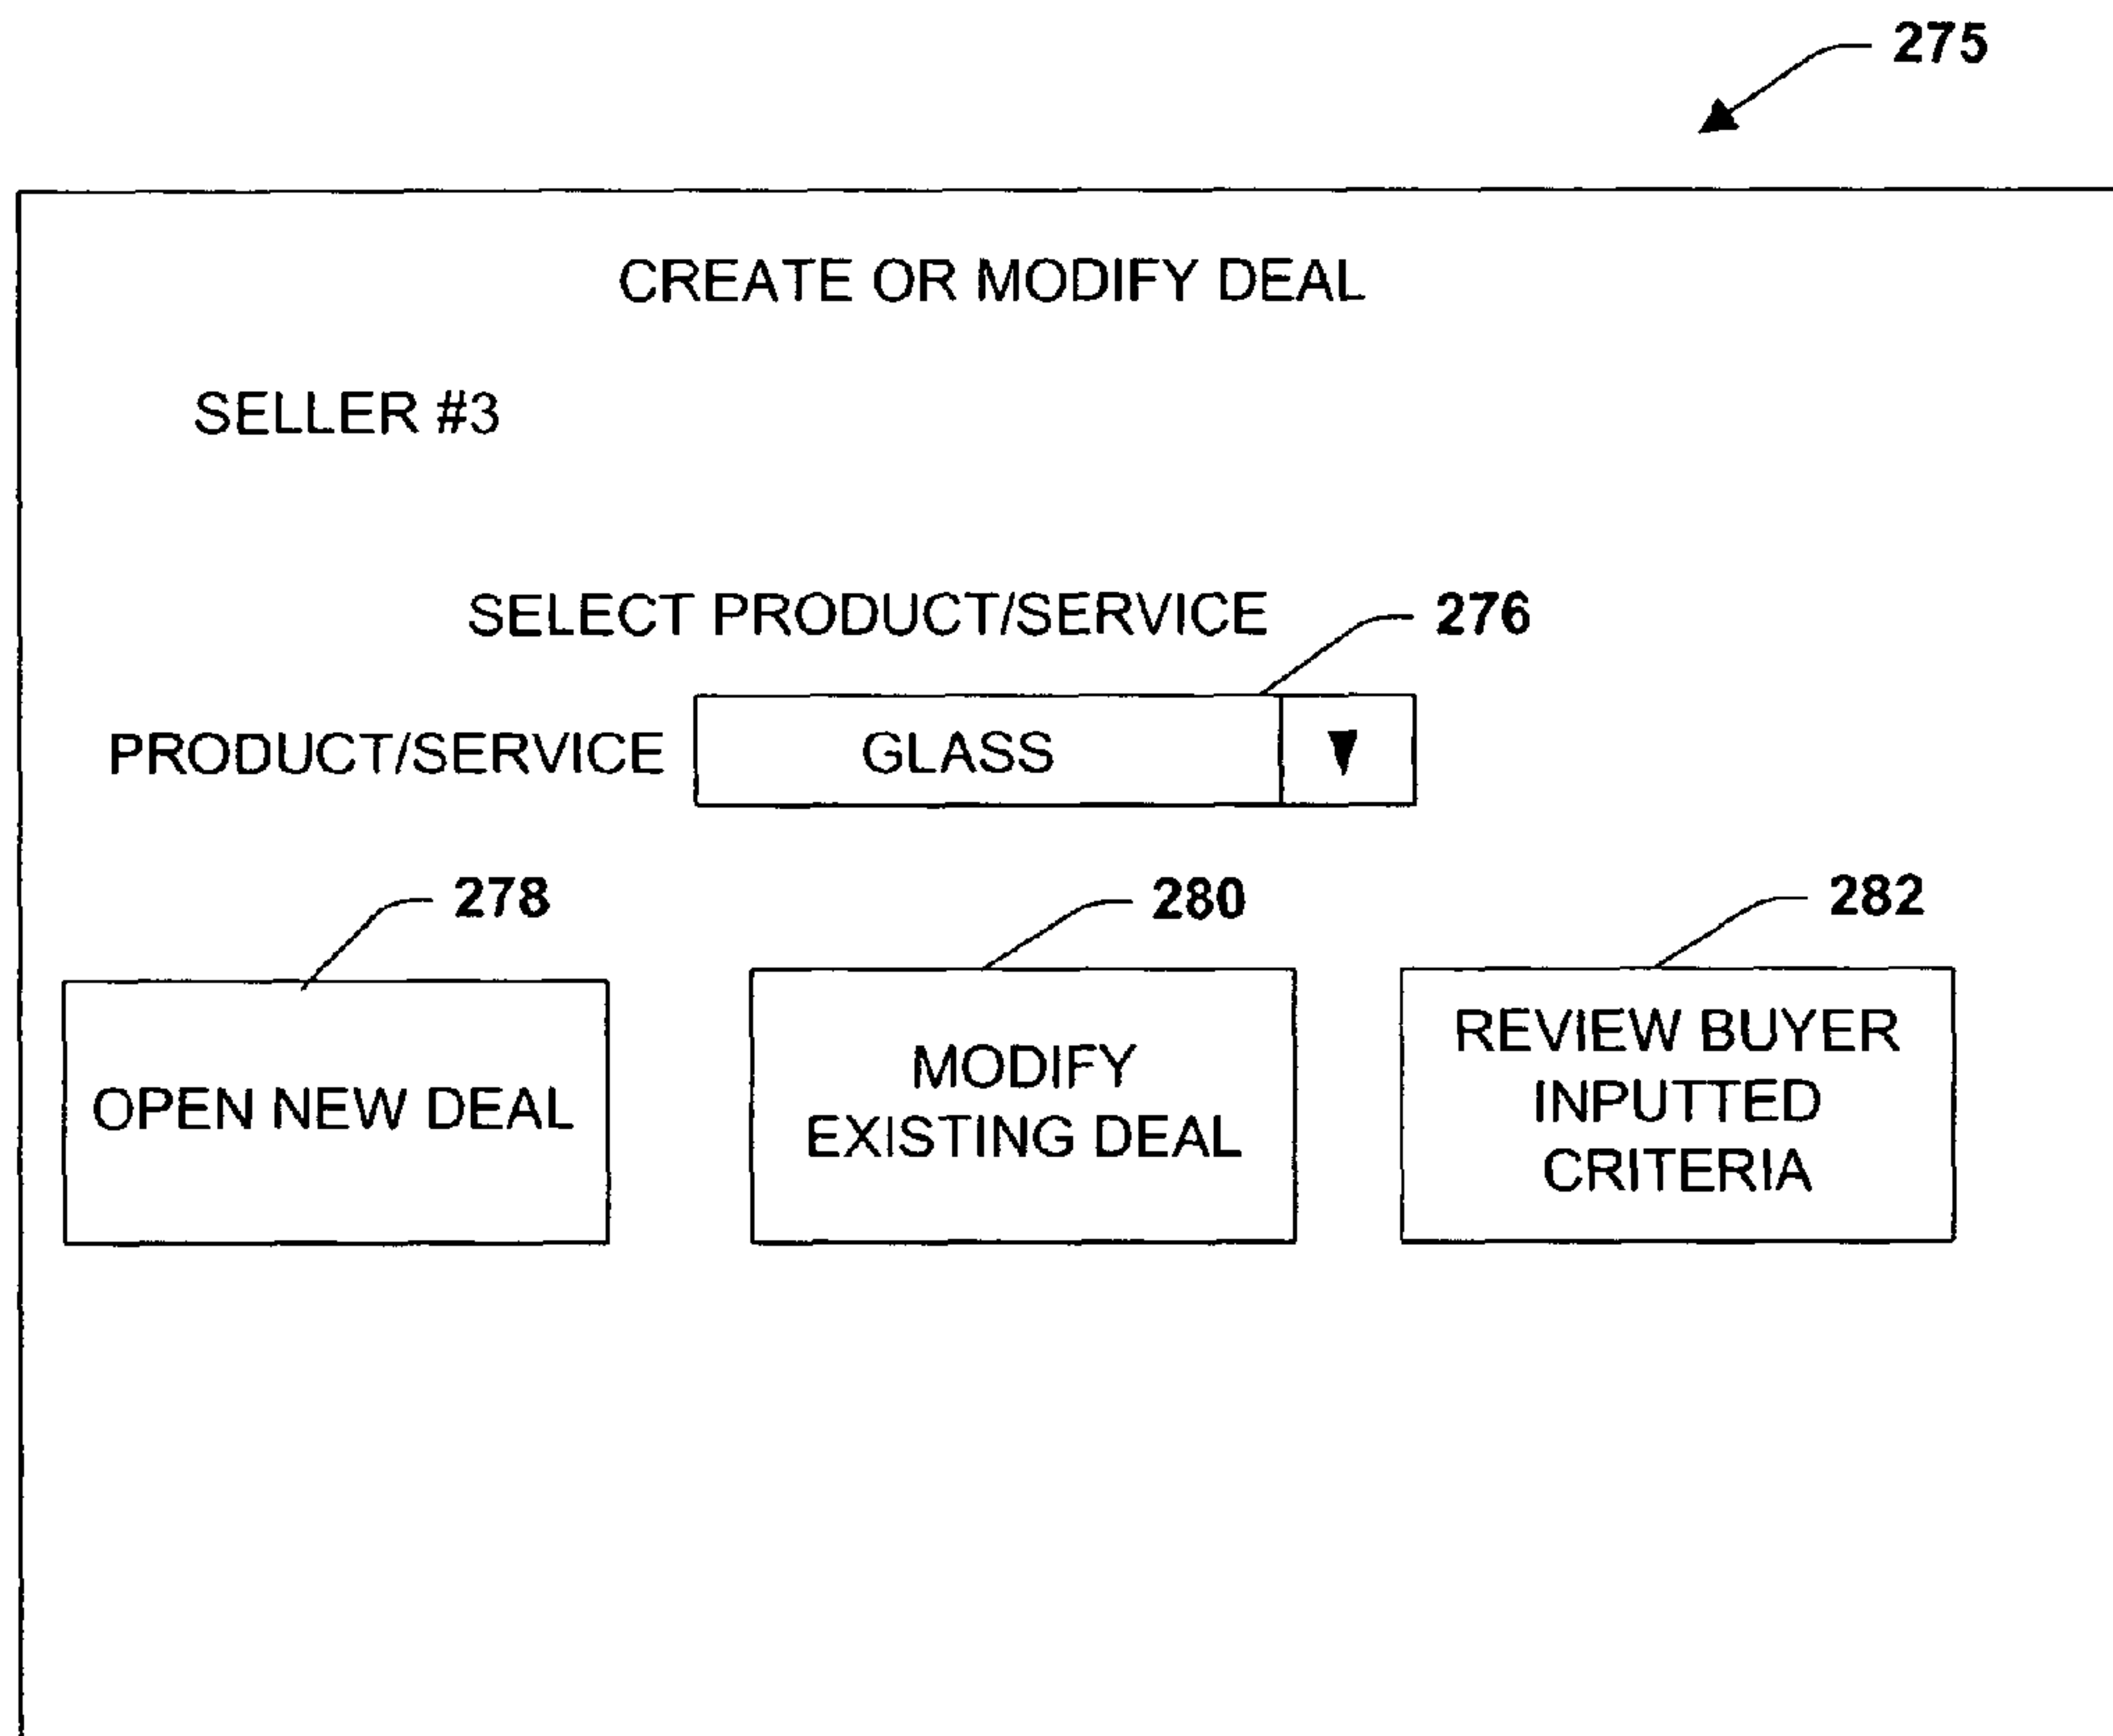 275
CREATE OR MODIFY DEAL
SELLER #3
SELECT PRODUCT/SERVICE
276
PRODUCT/SERVICE
GLASS
278
280
282
OPEN NEW DEAL
MODIFY
EXISTING DEAL
REVIEW BUYER
INPUTTED
CRITERIA